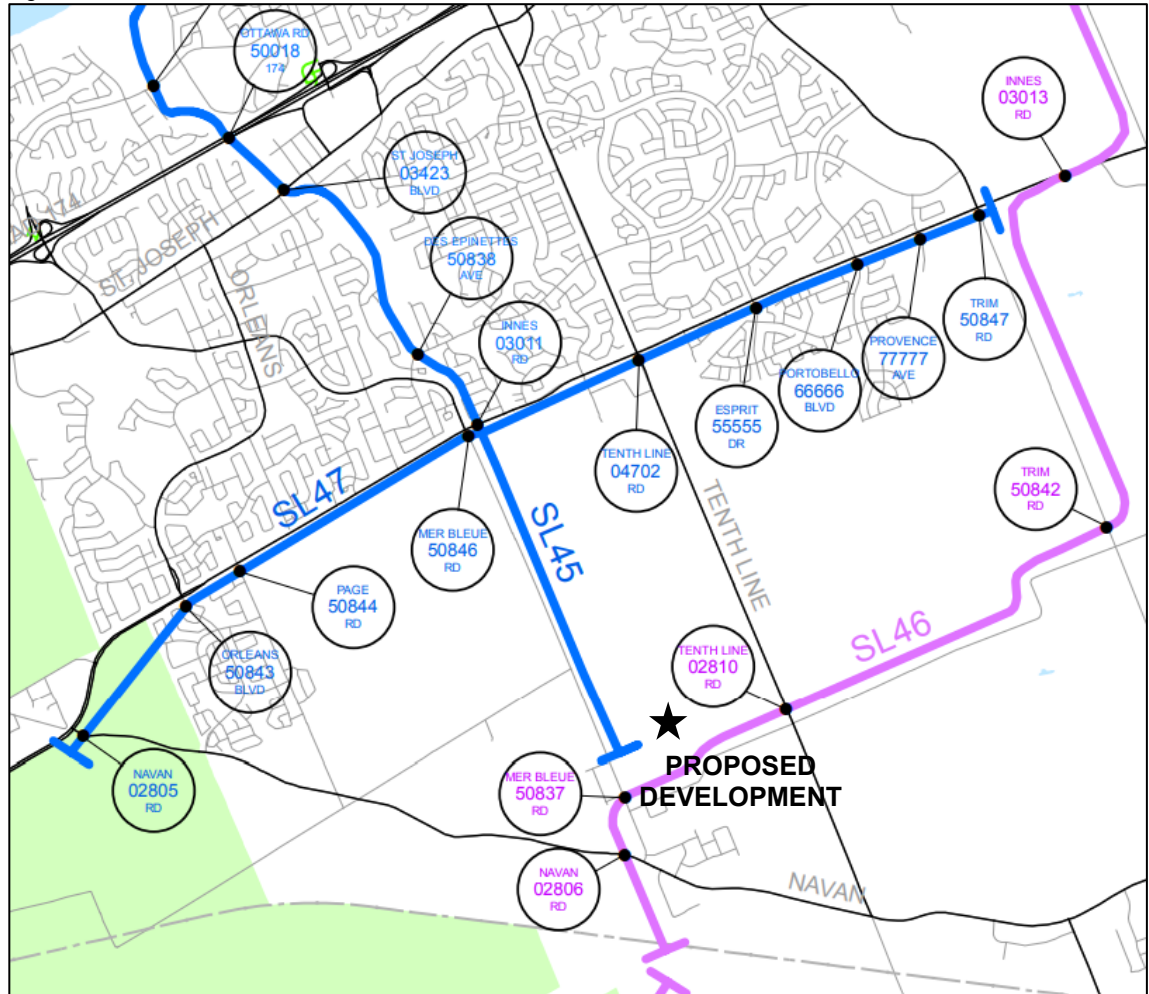 OTTAWA RD
50018
174
INNES
03013
RD
ST JOSEPH
03423
BLVD
174
ST. JOSEPH
ORLEANS
DES EPINETTES
50838
AVE
INNES
03011
RD
TRIM
50847
RD
PROVENCE
77777
AVE
PORTOBELLO
66666
BLVD
ESPRIT
55555
DR
TENTH LINE
04702
RD
TRIM
50842
RD
SL47
SL45
TENTH LINE
MER BLEUE
50846
RD
PAGE
50844
RD
ORLEANS
50843
BLVD
SL46
TENTH LINE
02810
RD
NAVAN
02805
RD
MER BLEUE
50837
RD
PROPOSED
DEVELOPMENT
NAVAN
02806
RD
NAVAN